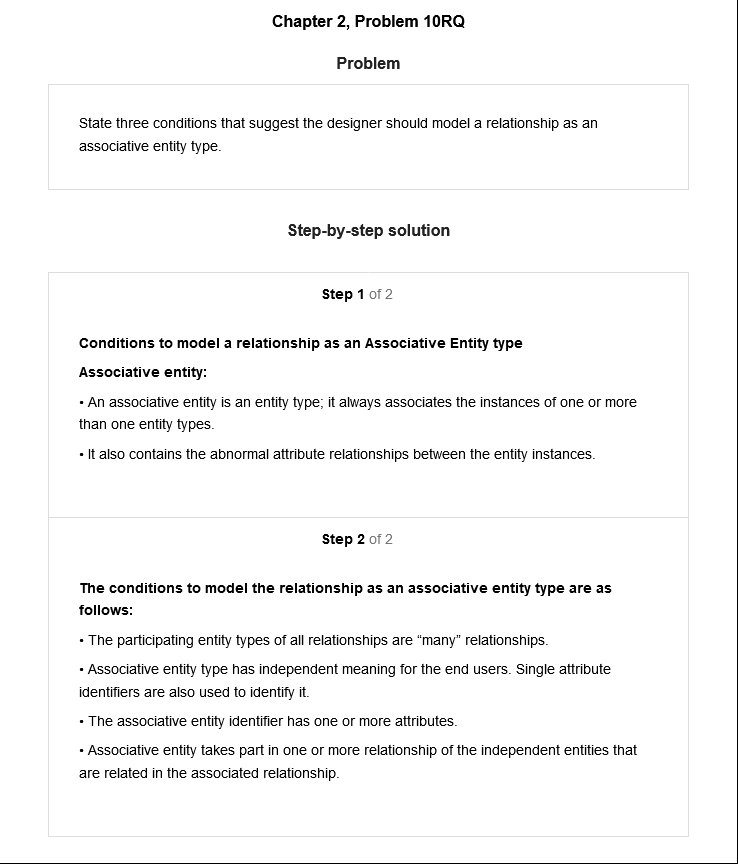 Chapter 2, Problem 10RQ
Problem
State three conditions that suggest the designer should model a relationship as an
associative entity type.
Step-by-step solution
Step 1 of 2
Conditions to model a relationship as an Associative Entity type
Associative entity:
• An associative entity is an entity type; it always associates the instances of one or more
than one entity types.
• It also contains the abnormal attribute relationships between the entity instances.
Step 2 of 2
The conditions to model the relationship as an associative entity type are as
follows:
• The participating entity types of all relationships are “many” relationships.
• Associative entity type has independent meaning for the end users. Single attribute
identifiers are also used to identify it.
• The associative entity identifier has one or more attributes.
• Associative entity takes part in one or more relationship of the independent entities that
are related in the associated relationship.